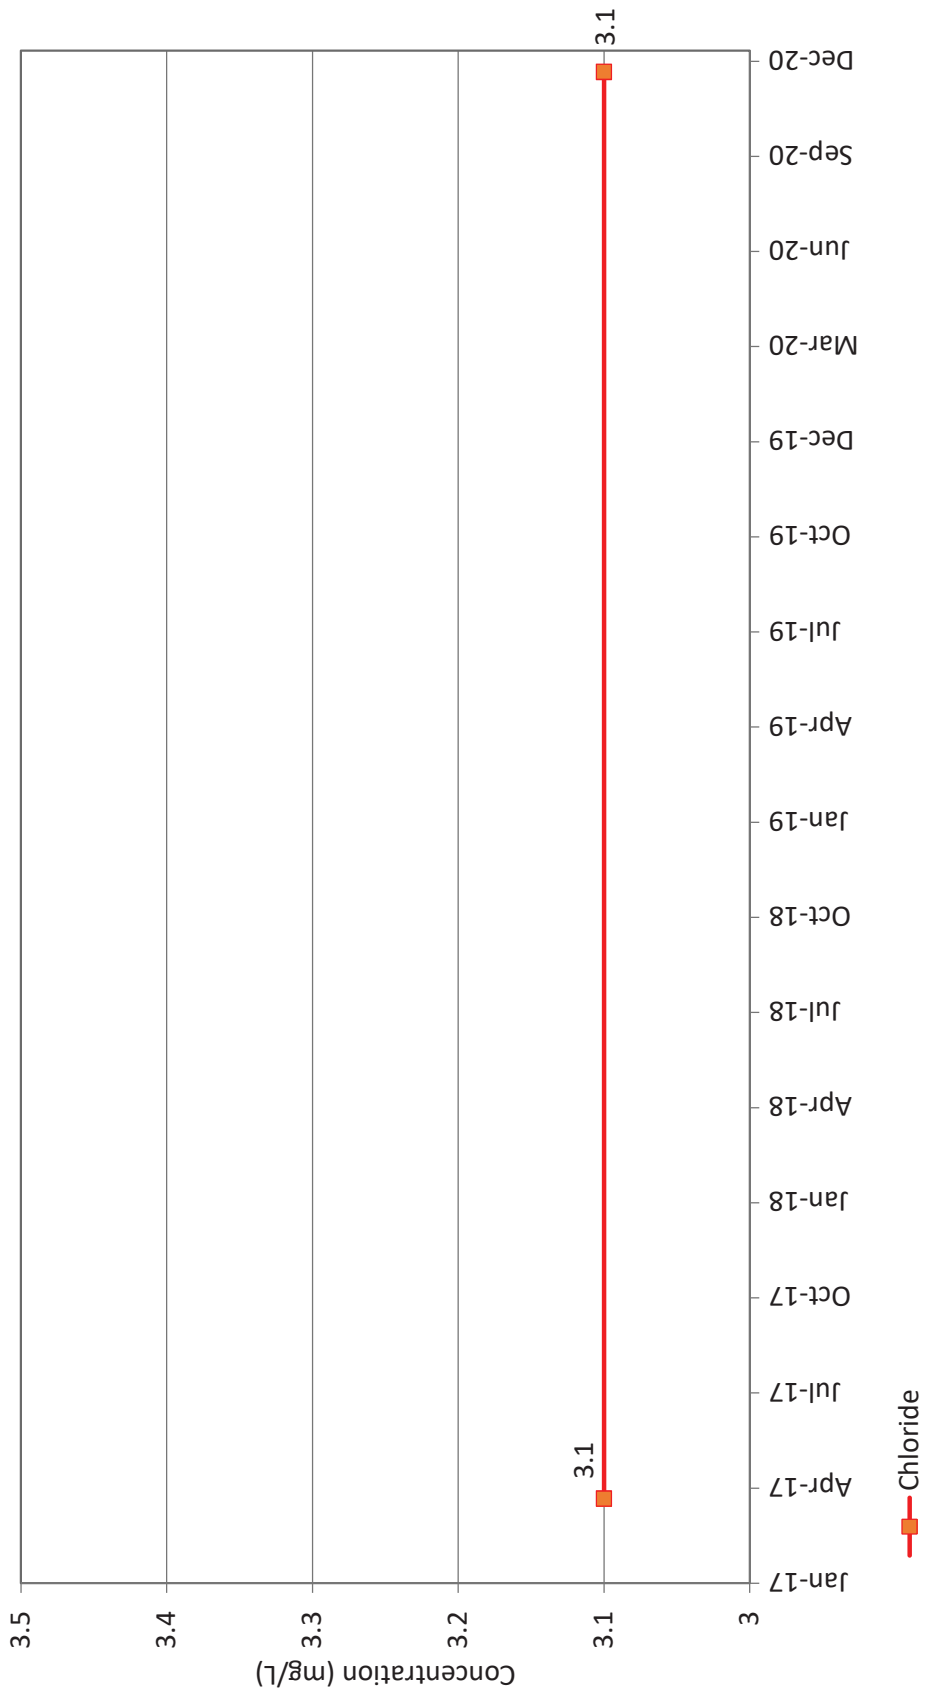 3.5
3.4
3.3
3.2
3.1
3
Concentration (mg/L)
3.1
3.1
Jan-17
Apr-17
Jul-17
Oct-17
Jan-18
Apr-18
Jul-18
Oct-18
Jan-19
Apr-19
Jul-19
Oct-19
Dec-19
Mar-20
Jun-20
Sep-20
Dec-20
Chloride